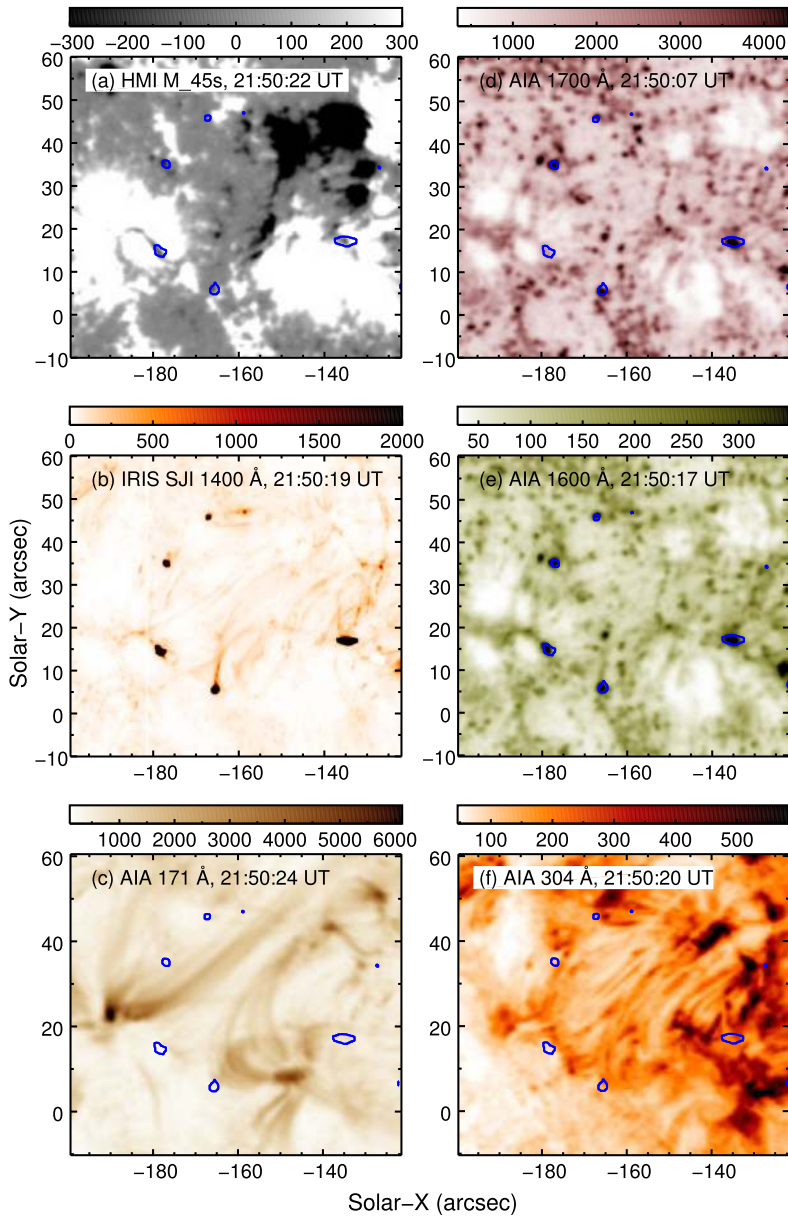 −300 −200 −100 0 100 200 300
(a) HMI M_45s, 21:50:22 UT
60
50
40
30
20
10
0
−10
−180 −160 −140
1000 2000 3000 4000
(d) AIA 1700 Å, 21:50:07 UT
60
50
40
30
20
10
0
−10
−180 −160 −140
0 500 1000 1500 2000
(b) IRIS SJI 1400 Å, 21:50:19 UT
60
50
40
30
20
10
0
−10
−180 −160 −140
Solar−Y (arcsec)
50 100 150 200 250 300
(e) AIA 1600 Å, 21:50:17 UT
60
50
40
30
20
10
0
−10
−180 −160 −140
1000 2000 3000 4000 5000 6000
(c) AIA 171 Å, 21:50:24 UT
60
40
20
0
−180 −160 −140
100 200 300 400 500
(f) AIA 304 Å, 21:50:20 UT
60
40
20
0
−180 −160 −140
Solar−X (arcsec)